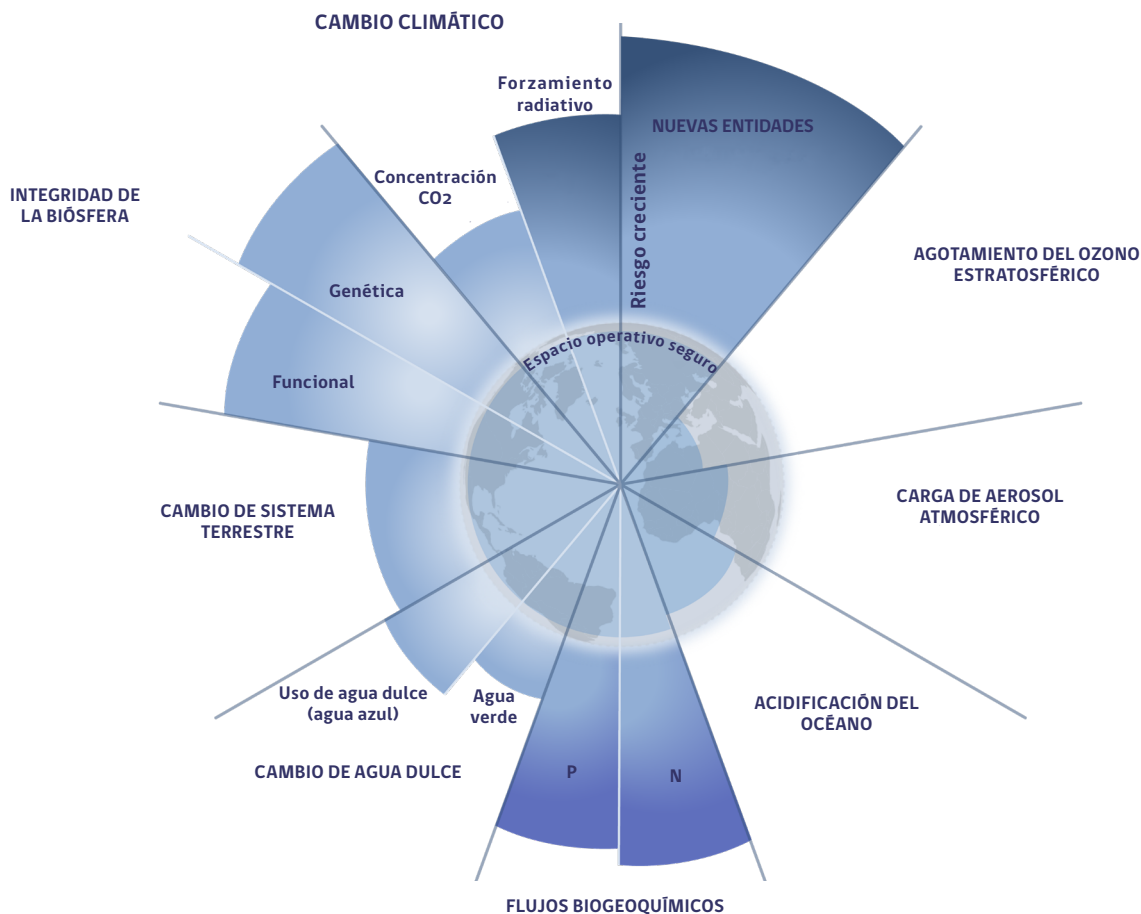 CAMBIO CLIMÁTICO
Forzamiento
radiativo
NUEVAS ENTIDADES
Concentración
CO2
INTEGRIDAD DE
LA BIÓSFERA
Riesgo creciente
AGOTAMIENTO DEL OZONO
ESTRATOSFÉRICO
Genética
Espacio operativo seguro
Funcional
CAMBIO DE SISTEMA
TERRESTRE
CARGA DE AEROSOL
ATMOSFÉRICO
Uso de agua dulce
(agua azul)
Agua
verde
ACIDIFICACIÓN DEL
OCÉANO
CAMBIO DE AGUA DULCE
P
N
FLUJOS BIOGEOQUÍMICOS